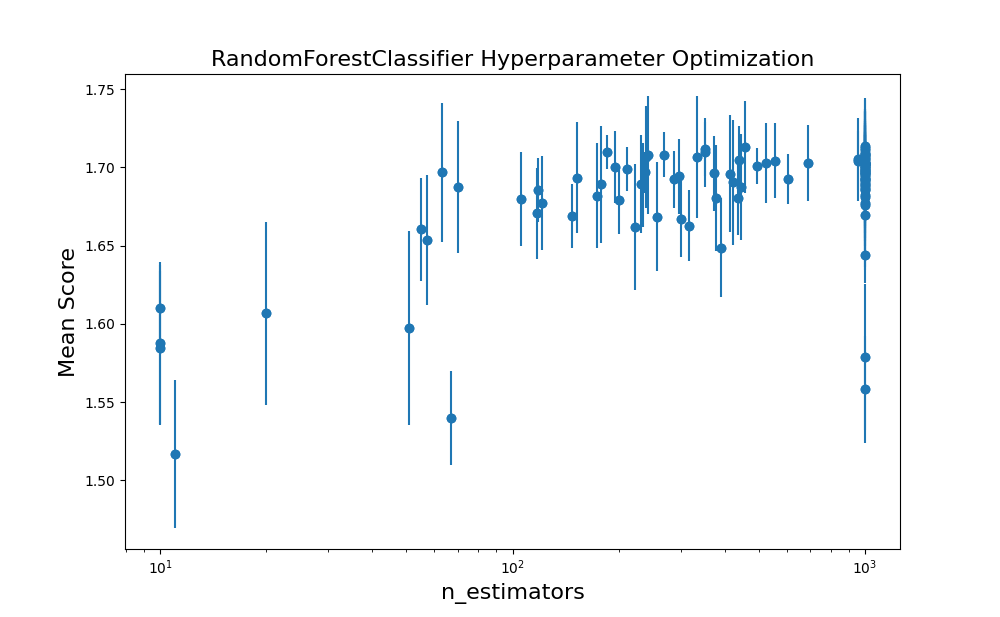 RandomForestClassifier Hyperparameter Optimization
1.75
1.70
1.65
1.60
1.55
1.50
Mean Score
10¹ 10² 10³
n_estimators